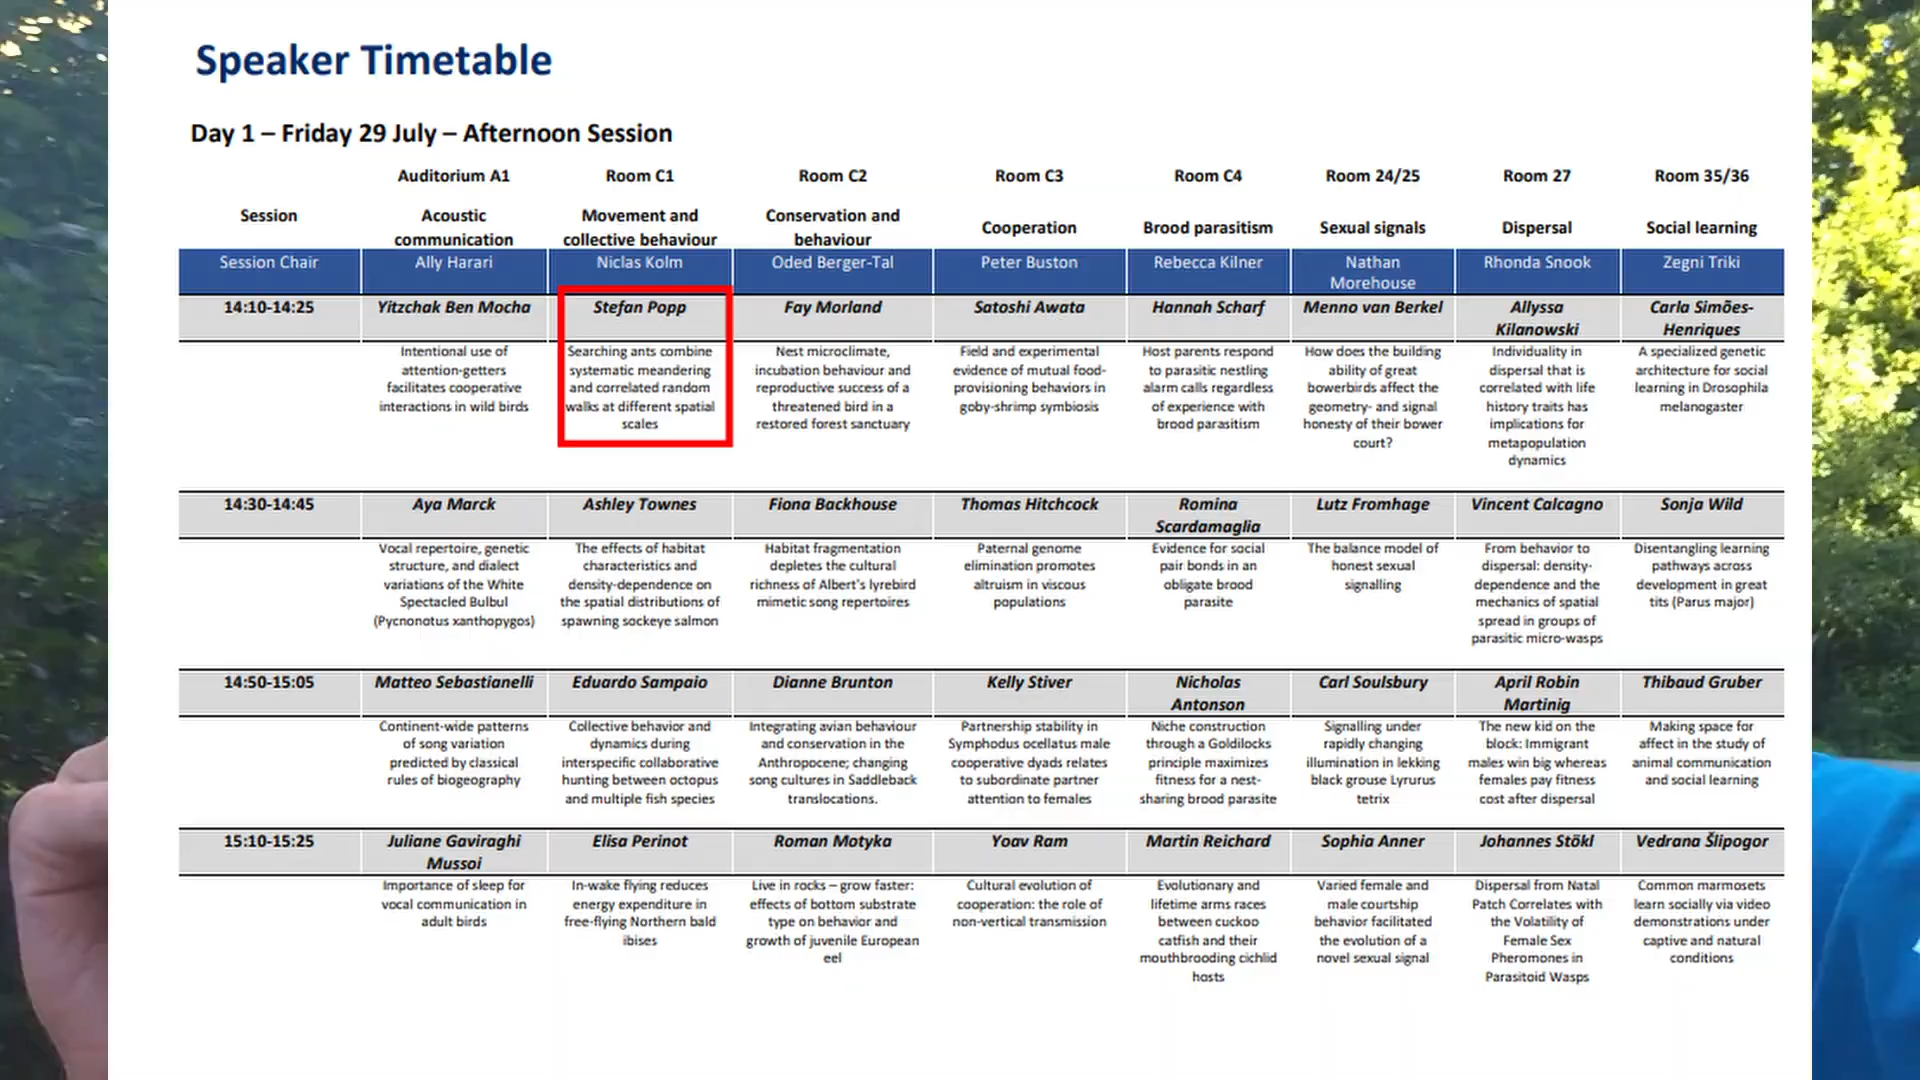 Speaker Timetable
Day 1 – Friday 29 July – Afternoon Session
Auditorium A1 Room C1 Room C2 Room C3 Room C4 Room 24/25 Room 27 Room 35/36
Session Acoustic Movement and Conservation and Cooperation Brood parasitism Sexual signals Dispersal Social learning
communication collective behaviour behaviour
Session Chair Ally Harari Niclas Kolm Oded Berger-Tal Peter Buston Rebecca Kilner Nathan Rhonda Snook Zegni Triki
Morehouse
14:10-14:25 Yitzchak Ben Mocha Stefan Popp Fay Morland Satoshi Awata Hannah Scharf Menno van Berkel Allyssa Carla Simões-
Kilanowski Henriques
Intentional use of Searching ants combine Nest microclimate, Field and experimental Host parents respond How does the building Individuality in A specialized genetic
attention-getters systematic meandering incubation behaviour and evidence of mutual food- to parasitic nestling ability of great dispersal that is architecture for social
facilitates cooperative and correlated random reproductive success of a provisioning behaviors in alarm calls regardless bowerbirds affect the correlated with life learning in Drosophila
interactions in wild birds walks at different spatial threatened bird in a goby-shrimp symbiosis of experience with geometry- and signal history traits has melanogaster
scales restored forest sanctuary brood parasitism honesty of their bower implications for
court? metapopulation
dynamics
14:30-14:45 Aya Marck Ashley Townes Fiona Backhouse Thomas Hitchcock Romina Lutz Fromhage Vincent Calcagno Sonja Wild
Scardamaglia
Vocal repertoire, genetic The effects of habitat Habitat fragmentation Paternal genome Evidence for social The balance model of From behavior to Disentangling learning
structure, and dialect characteristics and depletes the cultural elimination promotes pair bonds in an honest sexual dispersal: density- pathways across
variations of the White density-dependence on richness of Albert's lyrebird altruism in viscous obligate brood signalling dependence and the development in great
Spectacled Bulbul the spatial distributions of mimetic song repertoires populations parasite mechanics of spatial tits (Parus major)
(Pycnonotus xanthopygos) spawning sockeye salmon spread in groups of
parasitic micro-wasps
14:50-15:05 Matteo Sebastianelli Eduardo Sampaio Dianne Brunton Kelly Stiver Nicholas Carl Soulsbury April Robin Thibaud Gruber
Antonson Martinig
Continent-wide patterns Collective behavior and Integrating avian behaviour Partnership stability in Niche construction Signalling under The new kid on the Making space for
of song variation dynamics during and conservation in the Symphodus ocellatus male through a Goldilocks rapidly changing block: Immigrant affect in the study of
predicted by classical interspecific collaborative Anthropocene; changing cooperative dyads relates principle maximizes illumination in lekking males win big whereas animal communication
rules of biogeography hunting between octopus song cultures in Saddleback to subordinate partner fitness for a nest- black grouse Lyrurus females pay fitness and social learning
and multiple fish species translocations. attention to females sharing brood parasite tetrix cost after dispersal
15:10-15:25 Juliane Gaviraghi Elisa Perinot Roman Motyka Yoav Ram Martin Reichard Sophia Anner Johannes Stökl Vedrana Šlipogor
Mussoi
Importance of sleep for In-wake flying reduces Live in rocks – grow faster: Cultural evolution of Evolutionary and Varied female and Dispersal from Natal Common marmosets
vocal communication in energy expenditure in effects of bottom substrate cooperation: the role of lifetime arms races male courtship Patch Correlates with learn socially via video
adult birds free-flying Northern bald type on behavior and non-vertical transmission between cuckoo behavior facilitated the Volatility of demonstrations under
ibises growth of juvenile European catfish and their the evolution of a Female Sex captive and natural
eel mouthbrooding cichlid novel sexual signal Pheromones in conditions
hosts Parasitoid Wasps